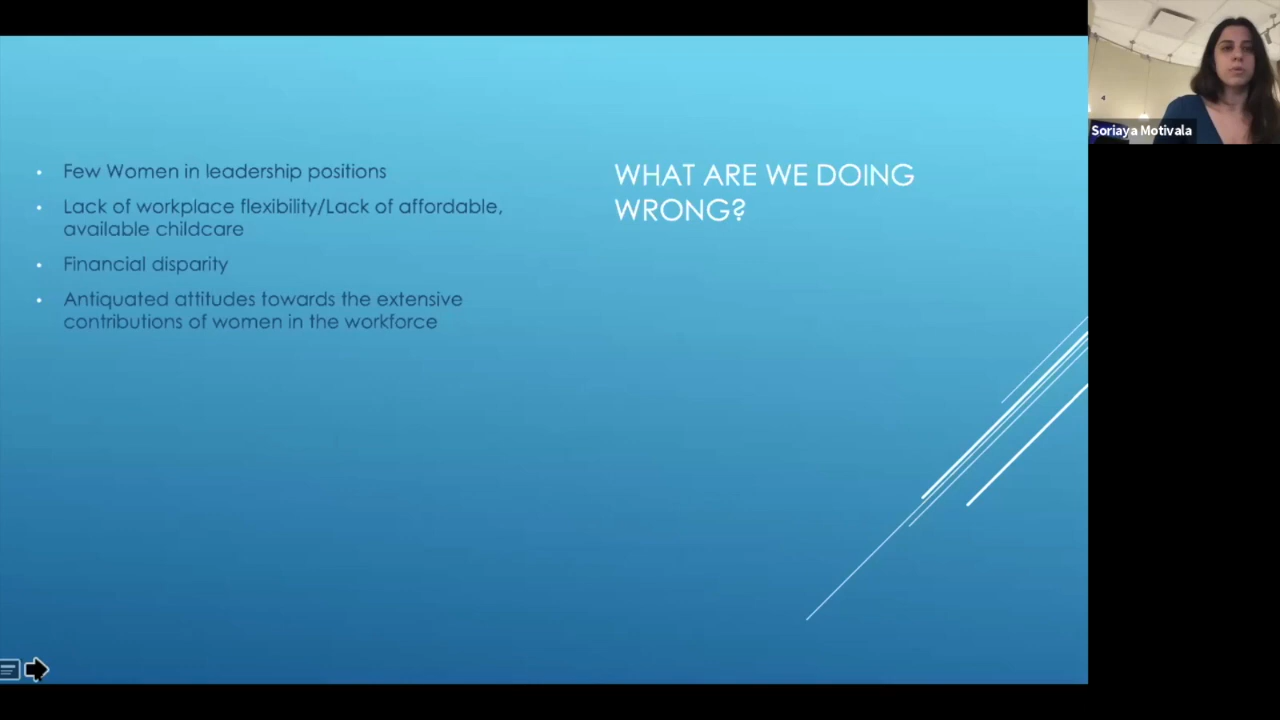 Few Women in leadership positions
Lack of workplace flexibility/Lack of affordable,
available childcare
Financial disparity
Antiquated attitudes towards the extensive
contributions of women in the workforce
WHAT ARE WE DOING
WRONG?
4
Soriaya Motivala